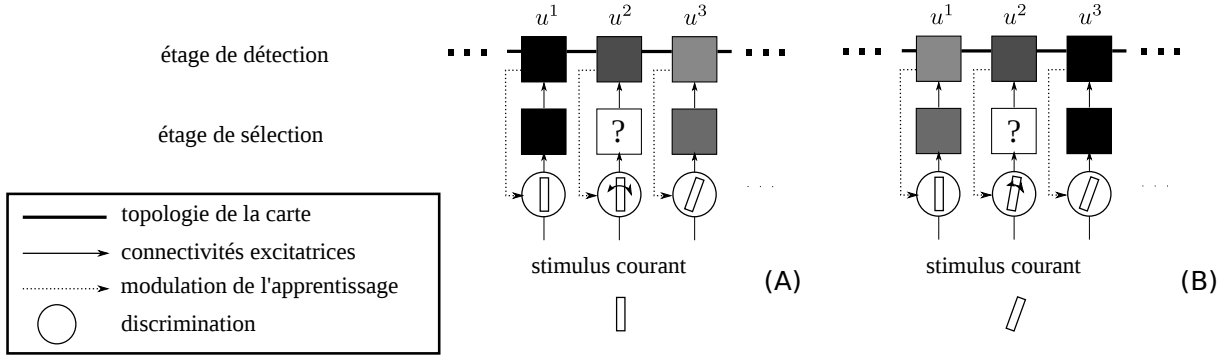 u¹ u² u³ u¹ u² u³
étage de détection
étage de sélection
? ?
topologie de la carte
connectivités excitatrices
modulation de l'apprentissage
discrimination
stimulus courant (A)
stimulus courant (B)